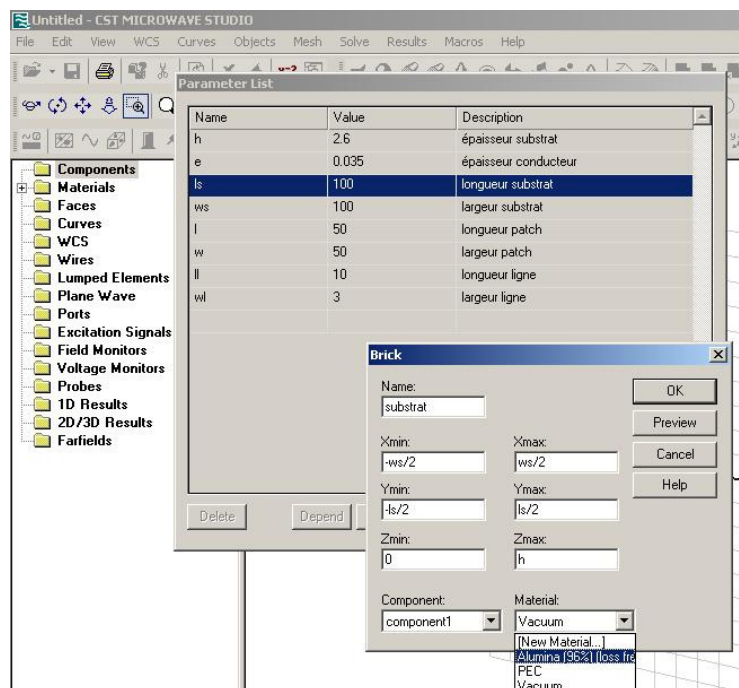 Untitled - CST MICROWAVE STUDIO
File Edit View WCS Curves Objects Mesh Solve Results Macros Help
Parameter List
Name Value Description
h 2.6 épaisseur substrat
e 0.035 épaisseur conducteur
ls 100 longueur substrat
ws 100 largeur substrat
l 50 longueur patch
w 50 largeur patch
ll 10 longueur ligne
wl 3 largeur ligne
Components
Materials
Faces
Curves
WCS
Wires
Lumped Elements
Plane Wave
Ports
Excitation Signals
Field Monitors
Voltage Monitors
Probes
1D Results
2D/3D Results
Farfields
Delete Depend
Brick
Name:
substrat
OK
Preview
Cancel
Help
Xmin: Xmax:
-ws/2 ws/2
Ymin: Ymax:
-ls/2 ls/2
Zmin: Zmax:
0 h
Component: Material:
component1 Vacuum
[New Material...]
Alumina (96%) (loss fre
PEC
Vacuum